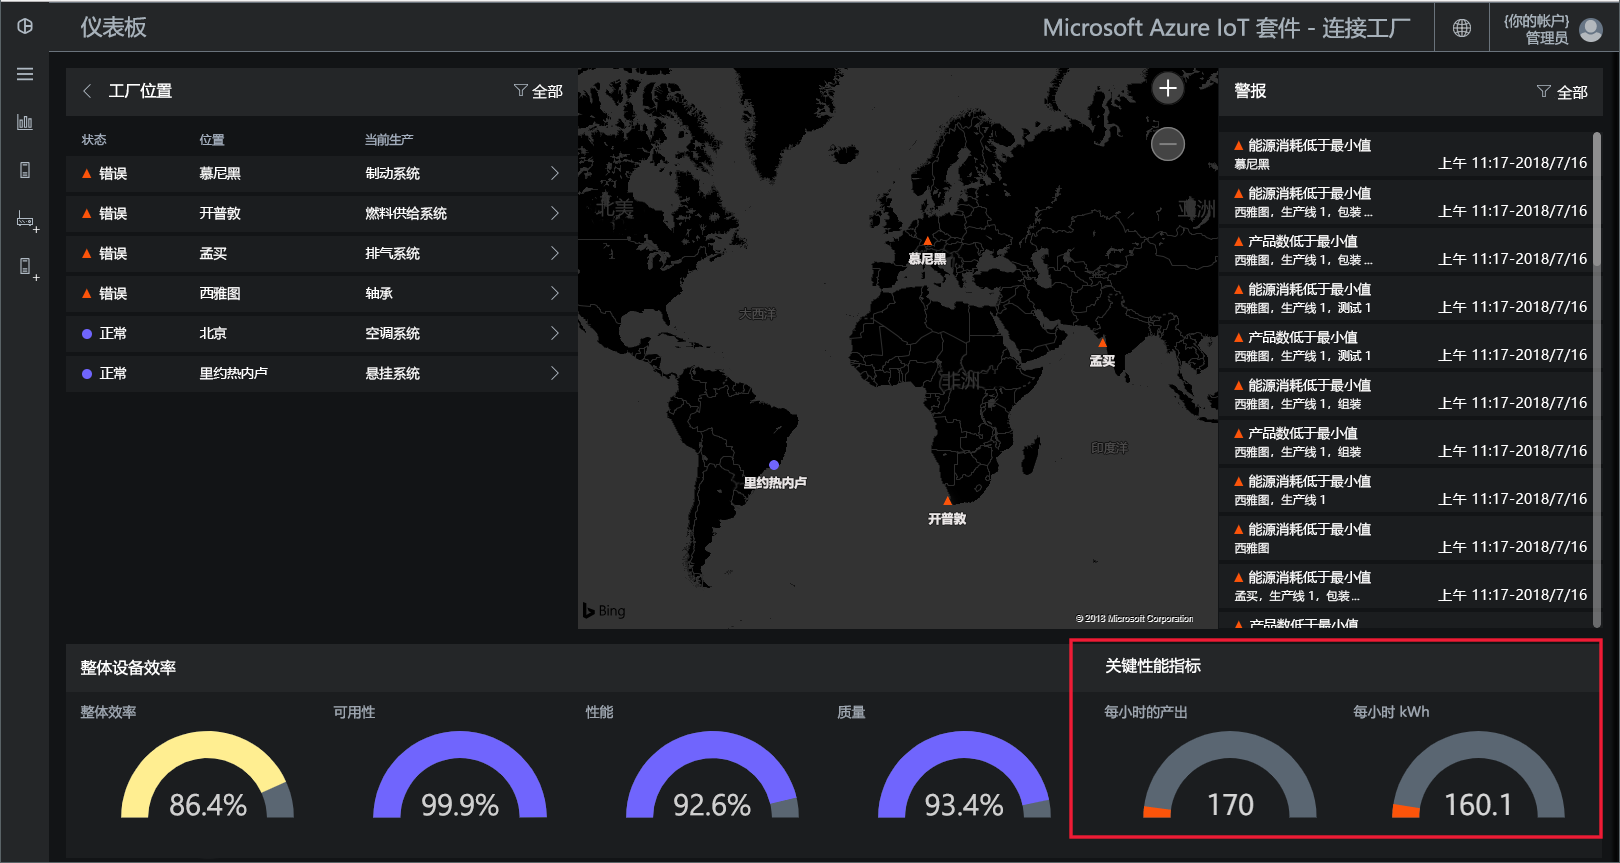 仪表板
Microsoft Azure IoT 套件 - 连接工厂
{你的帐户}
管理员
工厂位置
全部
状态 位置 当前生产
错误 慕尼黑 制动系统
错误 开普敦 燃料供给系统
错误 孟买 排气系统
错误 西雅图 轴承
正常 北京 空调系统
正常 里约热内卢 悬挂系统
北美
亚洲
慕尼黑
大西洋
孟买
非洲
印度洋
里约热内卢
开普敦
Bing
© 2018 Microsoft Corporation
警报
全部
能源消耗低于最小值
慕尼黑 上午 11:17-2018/7/16
能源消耗低于最小值
西雅图，生产线 1，包装 ... 上午 11:17-2018/7/16
产品数低于最小值
西雅图，生产线 1，包装 ... 上午 11:17-2018/7/16
能源消耗低于最小值
西雅图，生产线 1，测试 1 上午 11:17-2018/7/16
产品数低于最小值
西雅图，生产线 1，测试 1 上午 11:17-2018/7/16
能源消耗低于最小值
西雅图，生产线 1，组装 上午 11:17-2018/7/16
产品数低于最小值
西雅图，生产线 1，组装 上午 11:17-2018/7/16
能源消耗低于最小值
西雅图，生产线 1 上午 11:17-2018/7/16
能源消耗低于最小值
西雅图 上午 11:17-2018/7/16
能源消耗低于最小值
孟买，生产线 1，包装... 上午 11:17-2018/7/16
产品数低于最小值
整体设备效率
整体效率 可用性 性能 质量
86.4% 99.9% 92.6% 93.4%
关键性能指标
每小时的产出 每小时 kWh
170 160.1